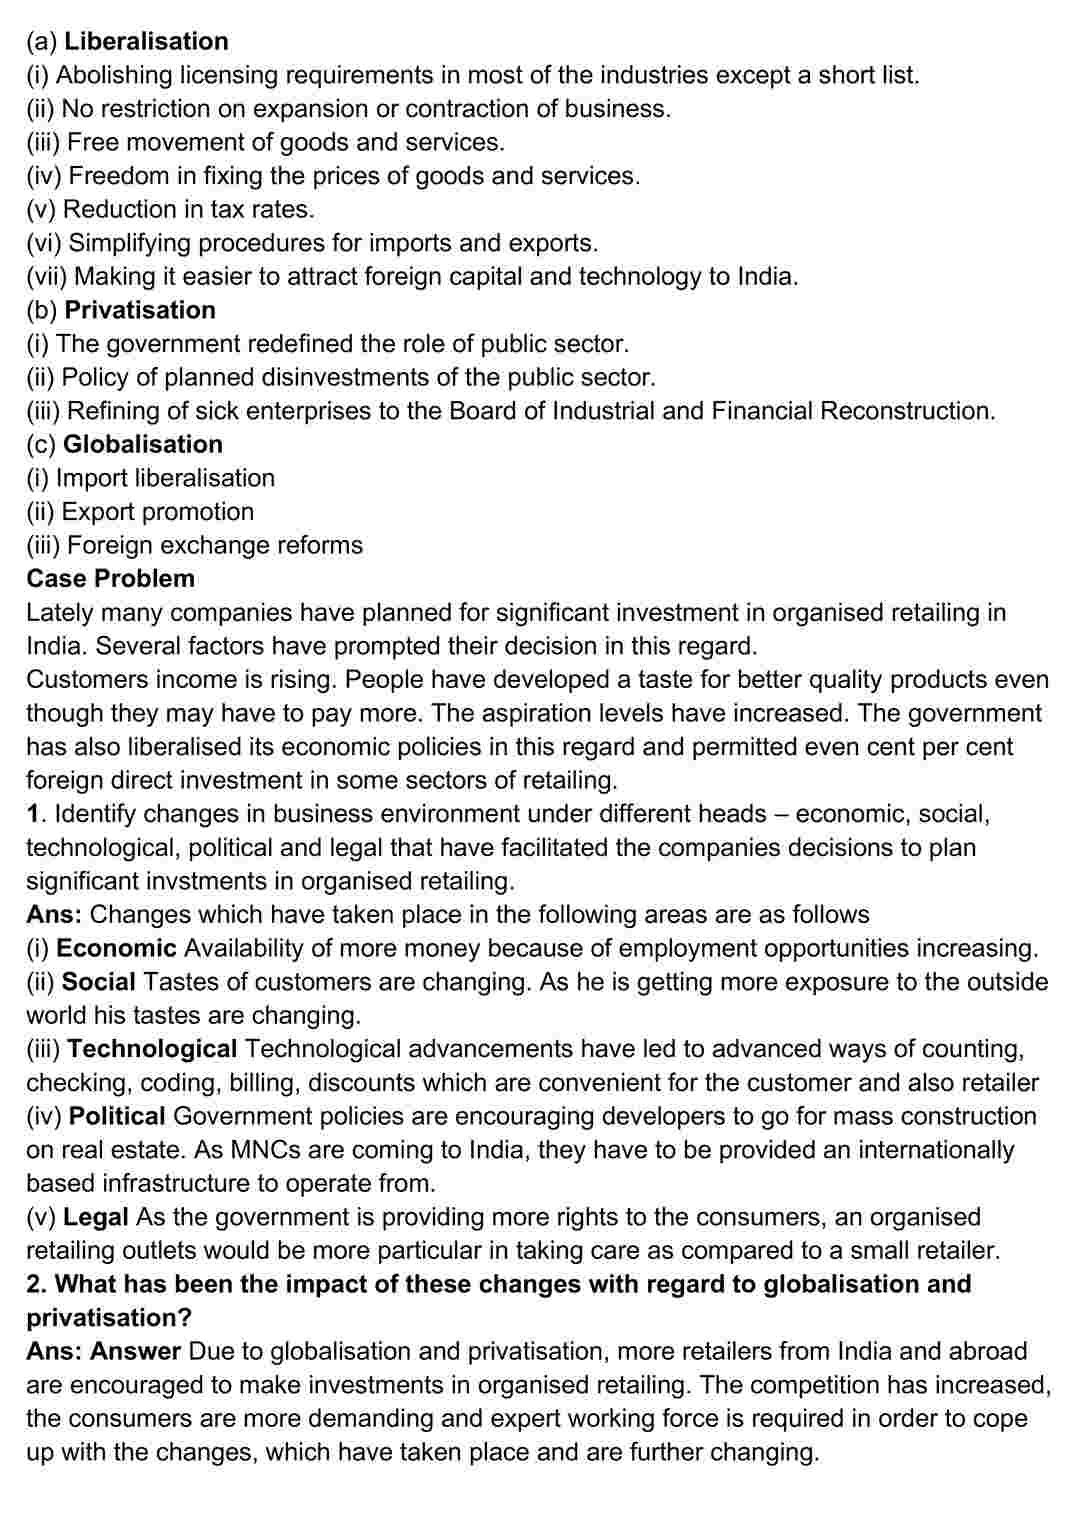 (a) Liberalisation
(i) Abolishing licensing requirements in most of the industries except a short list.
(ii) No restriction on expansion or contraction of business.
(iii) Free movement of goods and services.
(iv) Freedom in fixing the prices of goods and services.
(v) Reduction in tax rates.
(vi) Simplifying procedures for imports and exports.
(vii) Making it easier to attract foreign capital and technology to India.
(b) Privatisation
(i) The government redefined the role of public sector.
(ii) Policy of planned disinvestments of the public sector.
(iii) Refining of sick enterprises to the Board of Industrial and Financial Reconstruction.
(c) Globalisation
(i) Import liberalisation
(ii) Export promotion
(iii) Foreign exchange reforms
Case Problem
Lately many companies have planned for significant investment in organised retailing in
India. Several factors have prompted their decision in this regard.
Customers income is rising. People have developed a taste for better quality products even
though they may have to pay more. The aspiration levels have increased. The government
has also liberalised its economic policies in this regard and permitted even cent per cent
foreign direct investment in some sectors of retailing.
1. Identify changes in business environment under different heads – economic, social,
technological, political and legal that have facilitated the companies decisions to plan
significant invstments in organised retailing.
Ans: Changes which have taken place in the following areas are as follows
(i) Economic Availability of more money because of employment opportunities increasing.
(ii) Social Tastes of customers are changing. As he is getting more exposure to the outside
world his tastes are changing.
(iii) Technological Technological advancements have led to advanced ways of counting,
checking, coding, billing, discounts which are convenient for the customer and also retailer
(iv) Political Government policies are encouraging developers to go for mass construction
on real estate. As MNCs are coming to India, they have to be provided an internationally
based infrastructure to operate from.
(v) Legal As the government is providing more rights to the consumers, an organised
retailing outlets would be more particular in taking care as compared to a small retailer.
2. What has been the impact of these changes with regard to globalisation and
privatisation?
Ans: Answer Due to globalisation and privatisation, more retailers from India and abroad
are encouraged to make investments in organised retailing. The competition has increased,
the consumers are more demanding and expert working force is required in order to cope
up with the changes, which have taken place and are further changing.